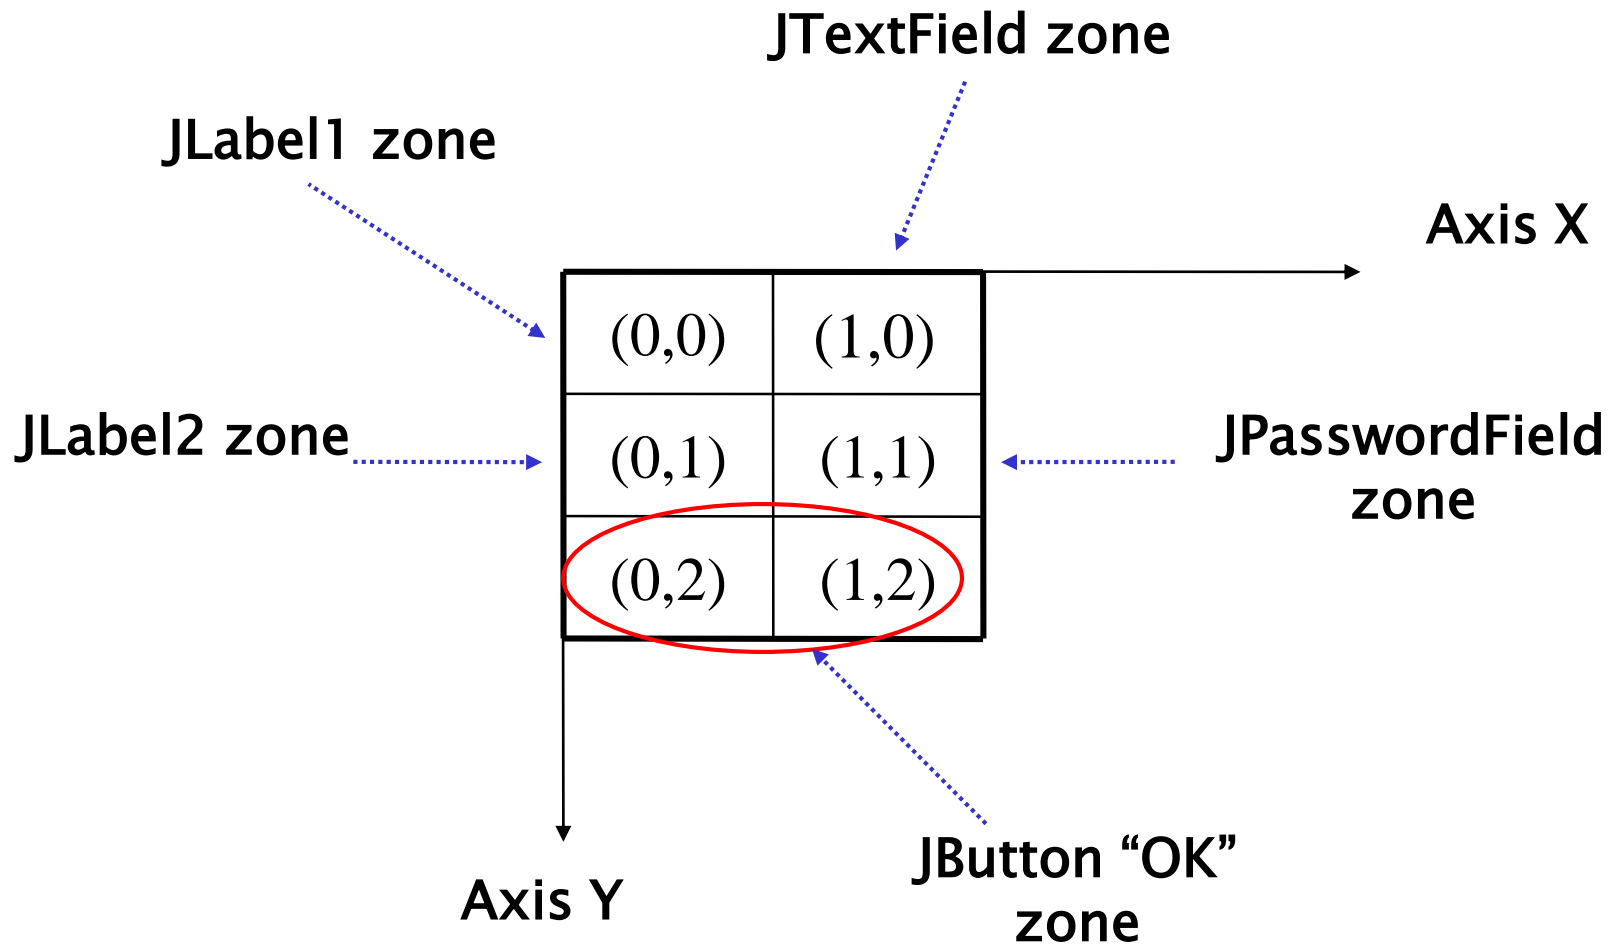 JTextField zone
JLabel1 zone
Axis X
(0,0) (1,0)
JLabel2 zone
(0,1) (1,1)
JPasswordField
zone
(0,2) (1,2)
JButton “OK”
zone
Axis Y